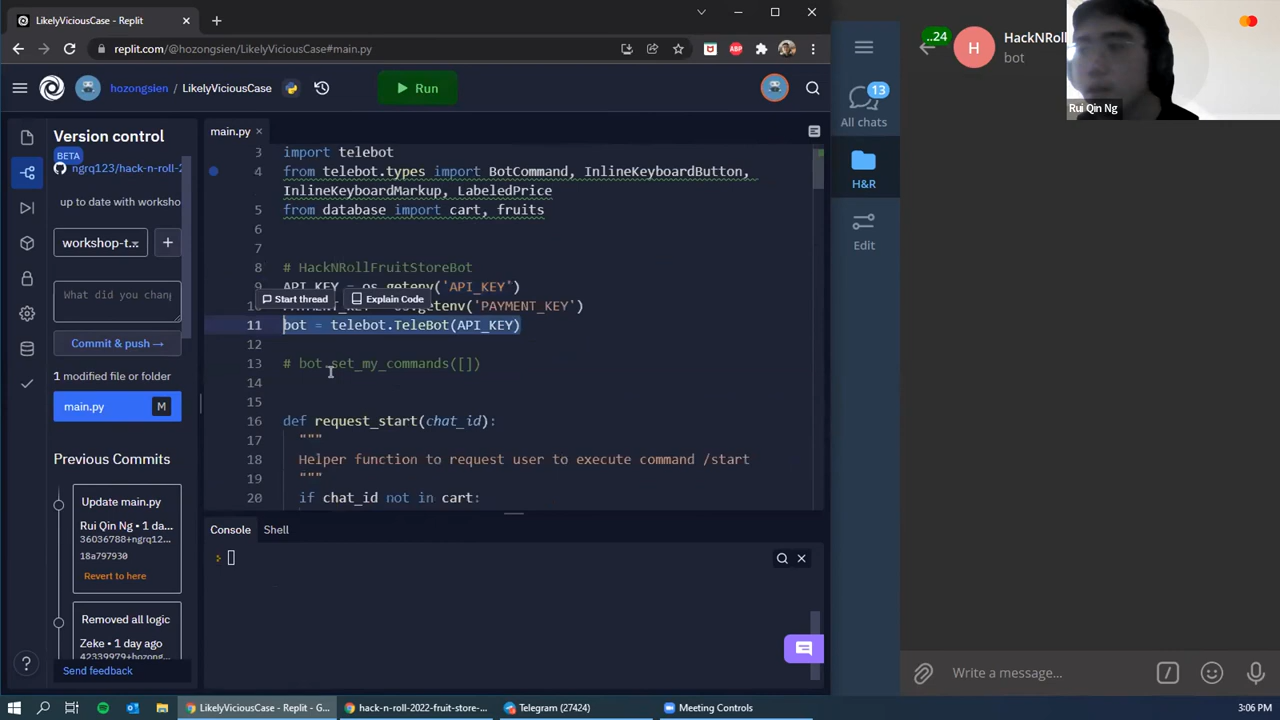 LikelyViciousCase - Replit
replit.com/@hozongsien/LikelyViciousCase#main.py
hozongsien / LikelyViciousCase
Run
Version control
BETA
ngrq123/hack-n-roll-2
up to date with worksho
workshop-t...
What did you chang
Commit & push →
1 modified file or folder
main.py M
Previous Commits
Update main.py
Rui Qin Ng • 1 da...
36036788+ngrq12...
18a797930
Revert to here
Removed all logic
Zeke • 1 day ago
42339929+hozong...
Send feedback
main.py
3 import telebot
4 from telebot.types import BotCommand, InlineKeyboardButton,
InlineKeyboardMarkup, LabeledPrice
5 from database import cart, fruits
6
7
8 # HackNRollFruitStoreBot
9 API_KEY = os.getenv('API_KEY')
Start thread Explain Code
10 PAYMENT_KEY = os.getenv('PAYMENT_KEY')
11 bot = telebot.TeleBot(API_KEY)
12
13 # bot.set_my_commands([])
14
15
16 def request_start(chat_id):
17 """
18 Helper function to request user to execute command /start
19 """
20 if chat_id not in cart:
Console Shell
..24
13
All chats
H&R
Edit
H
HackNRoll
bot
Rui Qin Ng
Write a message...
LikelyViciousCase - Replit - G...
hack-n-roll-2022-fruit-store-...
Telegram (27424)
Meeting Controls
3:06 PM